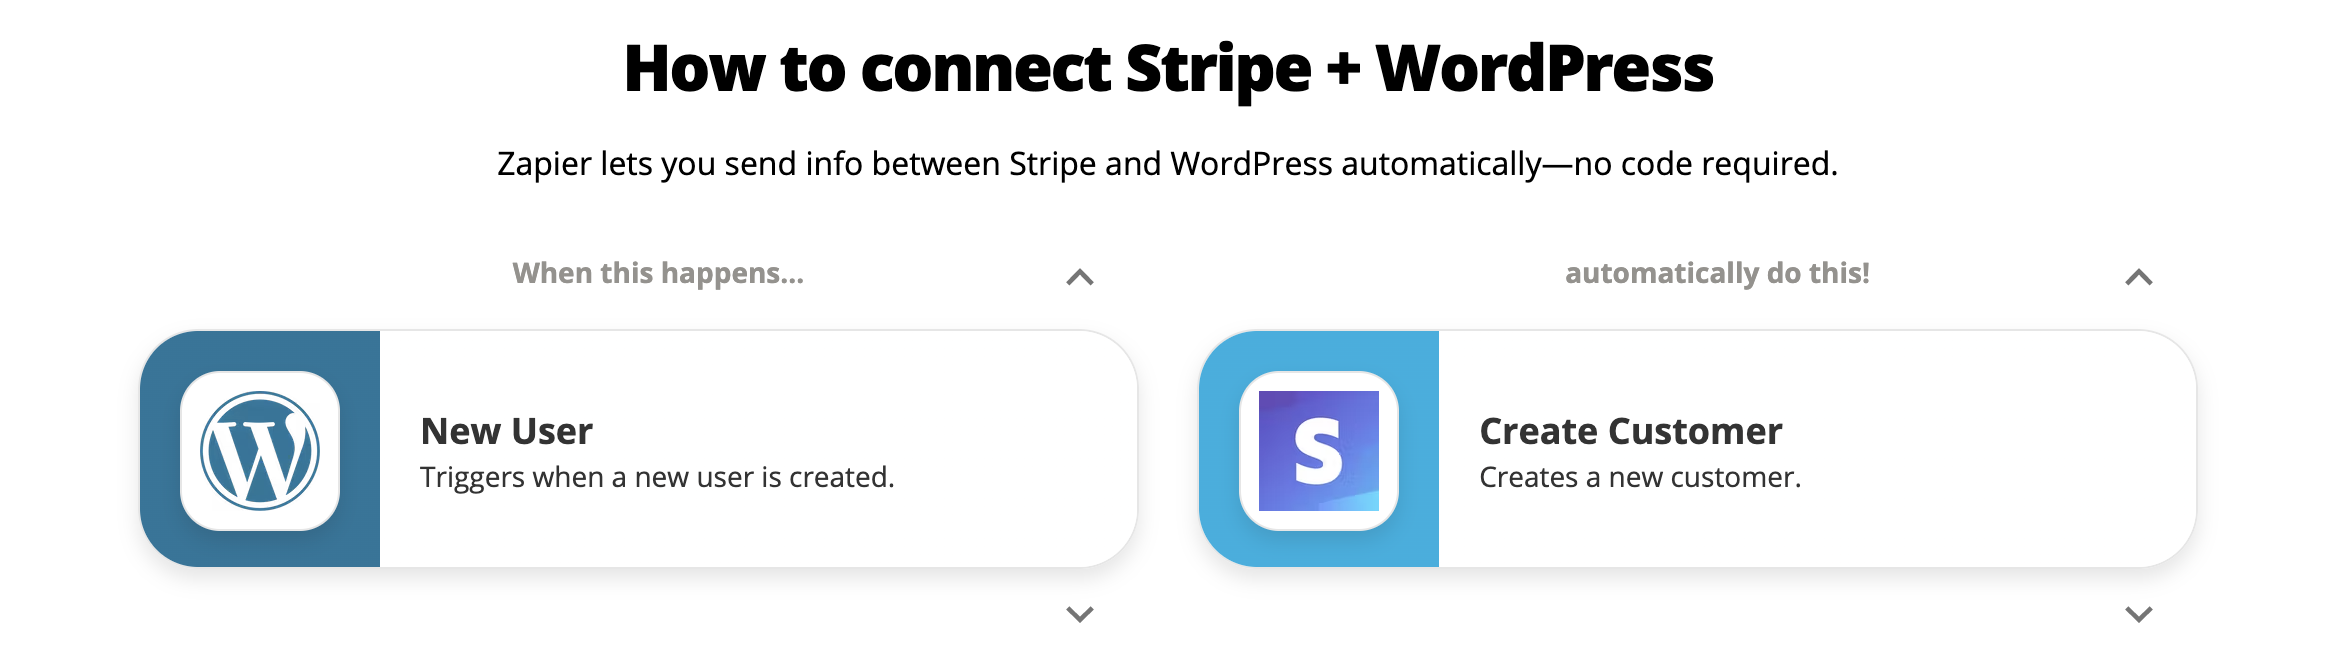 How to connect Stripe + WordPress
Zapier lets you send info between Stripe and WordPress automatically—no code required.
When this happens...
automatically do this!
W
New User
Triggers when a new user is created.
S
Create Customer
Creates a new customer.